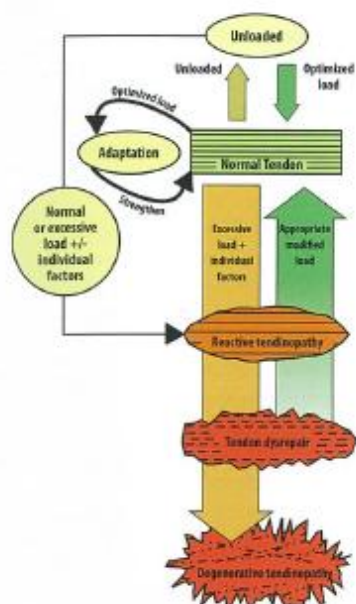 Unloaded
Unloaded
Optimized
load
Optimized load
Adaptation
Strengthen
Normal Tendon
Normal
or excessive
load +/-
individual
factors
Excessive
load +
individual
factors
Appropriate
modified
load
Reactive tendinopathy
Tendon dysrepair
Degenerative tendinopathy